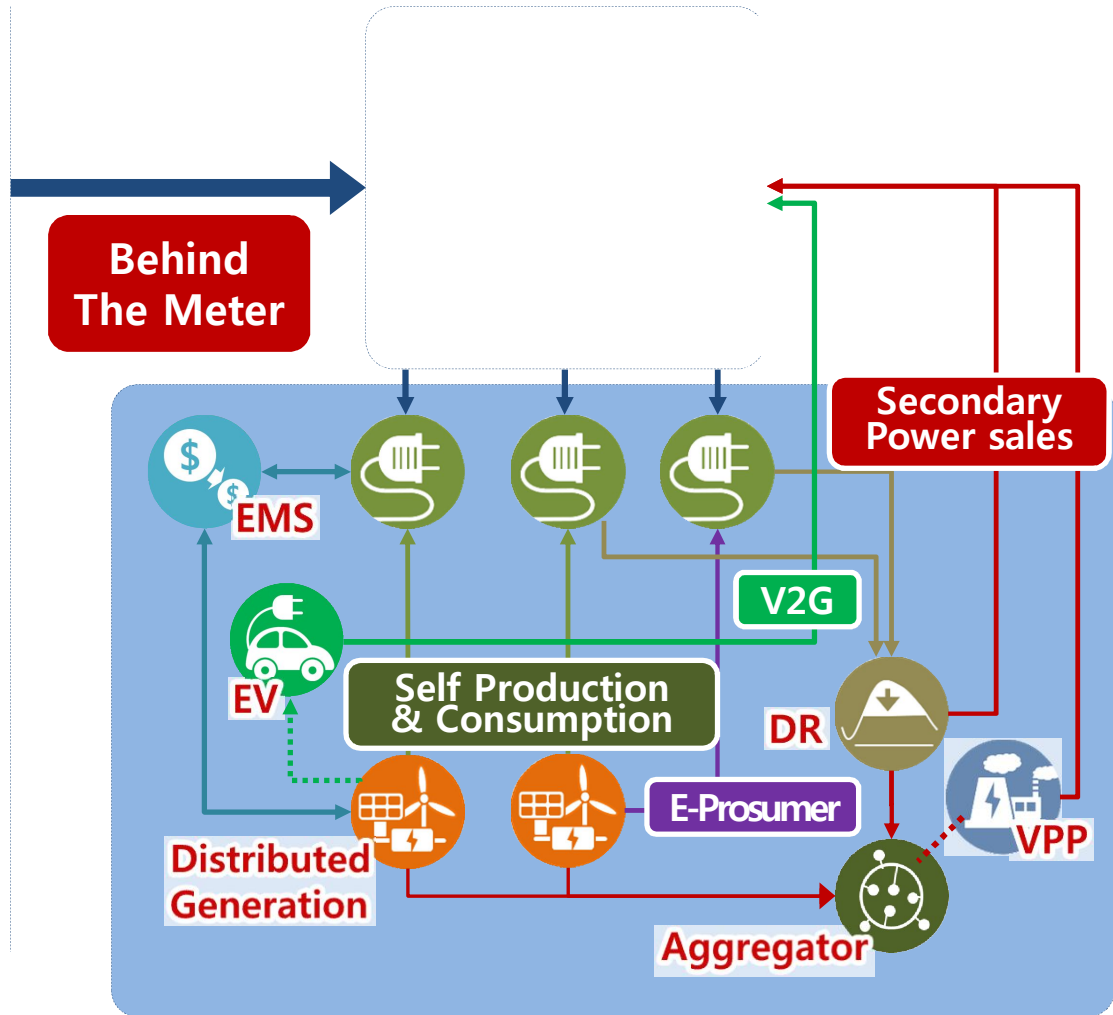 Behind
The Meter
Secondary
Power sales
$
$
EMS
V2G
EV
Self Production
& Consumption
DR
E-Prosumer
VPP
Distributed
Generation
Aggregator